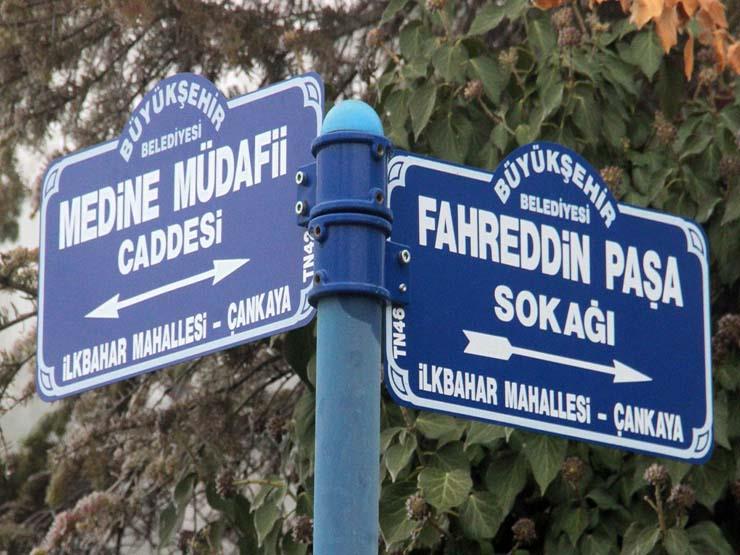 BÜYÜKŞEHİR
BELEDİYESİ
MEDİNE MÜDAFİİ
CADDESİ
İLKBAHAR MAHALLESİ - ÇANKAYA
BÜYÜKŞEHİR
BELEDİYESİ
FAHREDDİN PAŞA
SOKAĞI
TN46
İLKBAHAR MAHALLESİ - ÇANKAYA